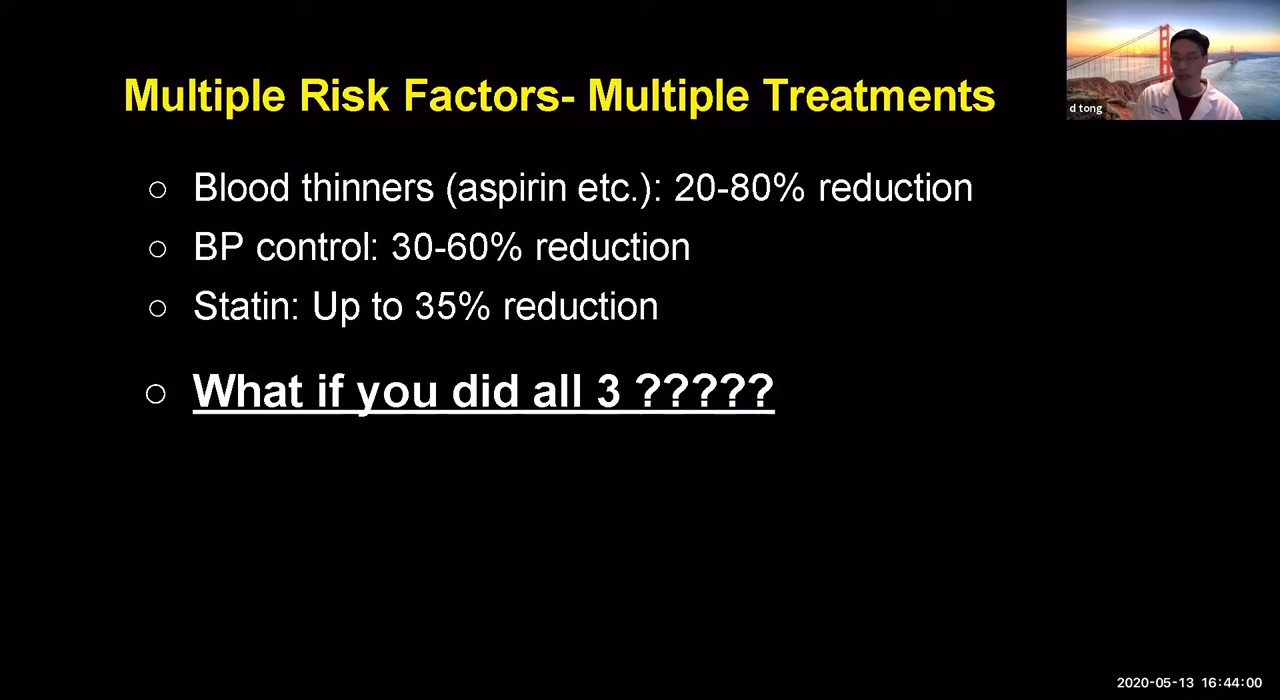 Multiple Risk Factors- Multiple Treatments
d tong
○ Blood thinners (aspirin etc.): 20-80% reduction
○ BP control: 30-60% reduction
○ Statin: Up to 35% reduction
○ What if you did all 3 ?????
2020-05-13 16:44:00